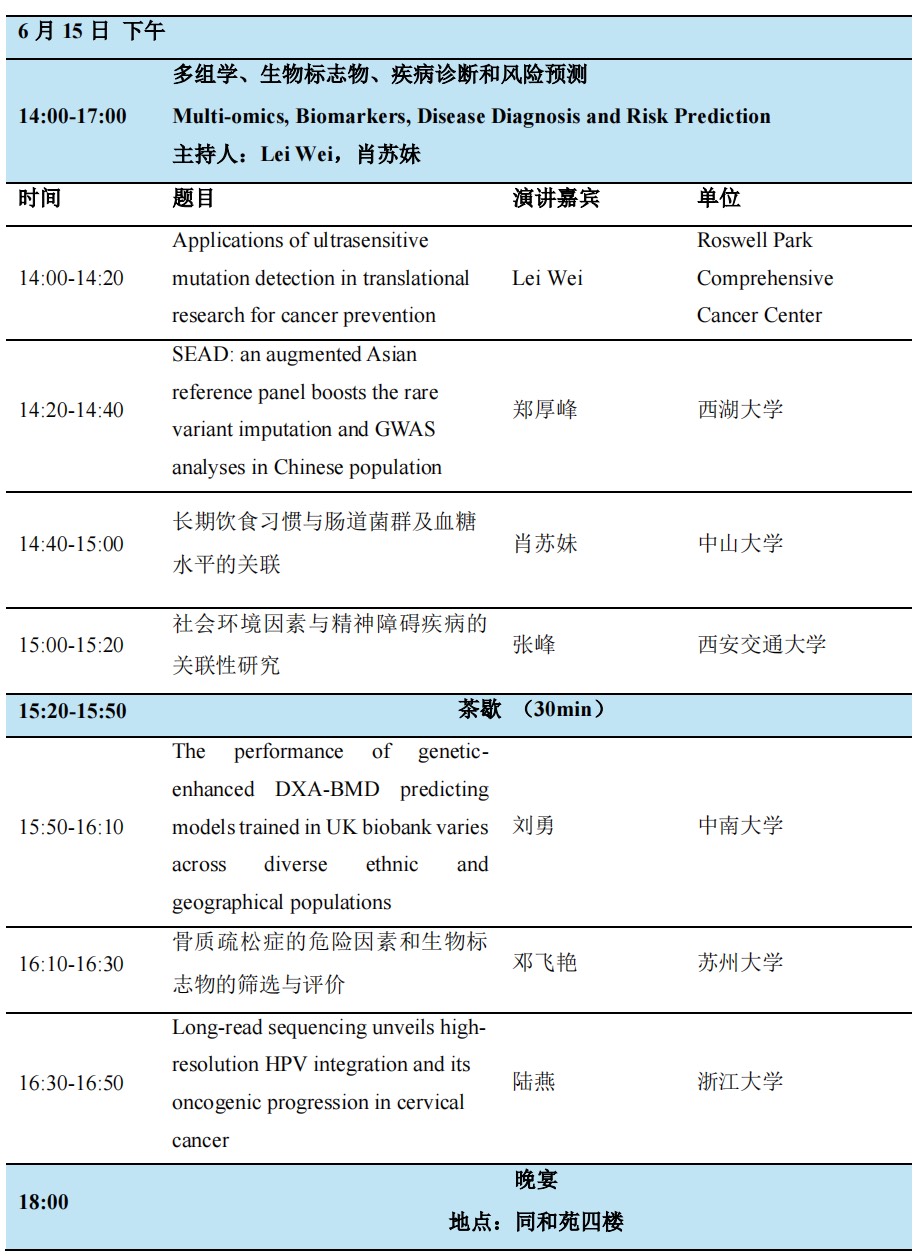 6 月 15 日 下午
14:00-17:00
多组学、生物标志物、疾病诊断和风险预测
Multi-omics, Biomarkers, Disease Diagnosis and Risk Prediction
主持人：Lei Wei，肖苏妹
时间 题目 演讲嘉宾 单位
14:00-14:20
Applications of ultrasensitive
mutation detection in translational
research for cancer prevention
Lei Wei
Roswell Park
Comprehensive
Cancer Center
14:20-14:40
SEAD: an augmented Asian
reference panel boosts the rare
variant imputation and GWAS
analyses in Chinese population
郑厚峰
西湖大学
14:40-15:00
长期饮食习惯与肠道菌群及血糖
水平的关联
肖苏妹
中山大学
15:00-15:20
社会环境因素与精神障碍疾病的
关联性研究
张峰
西安交通大学
15:20-15:50 茶歇 （30min）
15:50-16:10
The performance of genetic-
enhanced DXA-BMD predicting
models trained in UK biobank varies
across diverse ethnic and
geographical populations
刘勇
中南大学
16:10-16:30
骨质疏松症的危险因素和生物标
志物的筛选与评价
邓飞艳
苏州大学
16:30-16:50
Long-read sequencing unveils high-
resolution HPV integration and its
oncogenic progression in cervical
cancer
陆燕
浙江大学
18:00
晚宴
地点：同和苑四楼